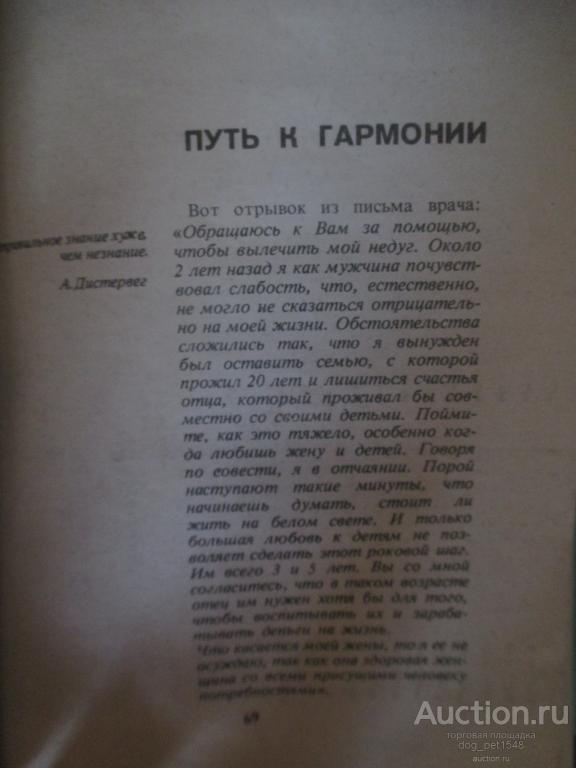 ПУТЬ К ГАРМОНИИ
правильное знание хуже,
чем незнание.
А. Дистервег
Вот отрывок из письма врача:
«Обращаюсь к Вам за помощью,
чтобы вылечить мой недуг. Около
2 лет назад я как мужчина почувст-
вовал слабость, что, естественно,
не могло не сказаться отрицатель-
но на моей жизни. Обстоятельства
сложились так, что я вынужден
был оставить семью, с которой
прожил 20 лет и лишиться счастья
отца, который проживал бы сов-
местно со своими детьми. Пойми-
те, как это тяжело, особенно ког-
да любишь жену и детей. Говоря
по совести, я в отчаянии. Порой
наступают такие минуты, что
начинаешь думать, стоит ли
жить на белом свете. И только
большая любовь к детям не поз-
воляет сделать этот роковой шаг.
Им всего 3 и 5 лет. Вы со мной
согласитесь, что в таком возрасте
отец им нужен хотя бы для того,
чтобы воспитывать их и зараба-
тывать деньги на жизнь.
Что касается моей жены, то я ее не
осуждаю, так как она здоровая жен-
щина со всеми присущими человеку
потребностями».
69
Auction.ru
торговая площадка
dog_pet1548
auction.ru